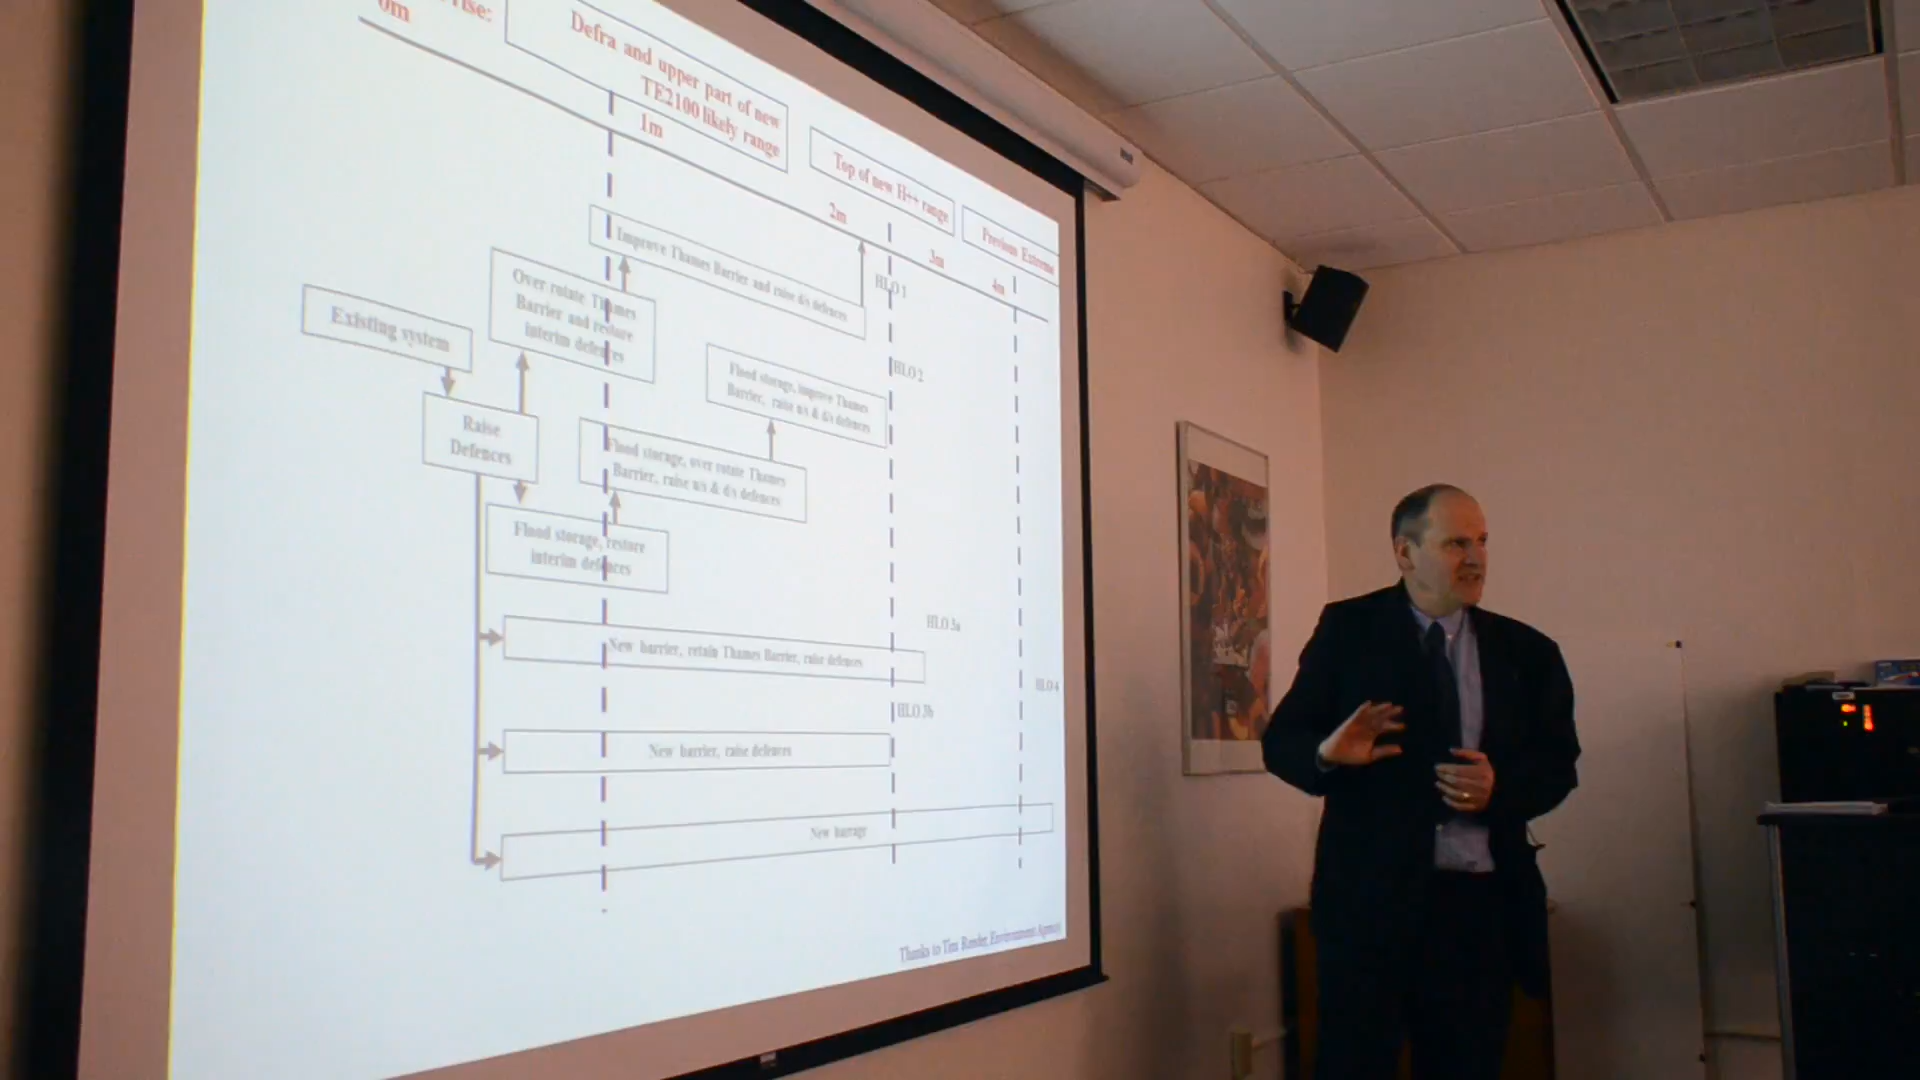 rise:
0m
Defra and upper part of new
TE2100 likely range
1m
Top of new H++ range
2m
Previous Extreme
3m
4m
Improve Thames Barrier and raise d/s defences
HLO 1
Over rotate Thames
Barrier and restore
interim defences
Existing system
HLO 2
Flood storage, improve Thames
Barrier, raise u/s & d/s defences
Raise
Defences
Flood storage, over rotate Thames
Barrier, raise u/s & d/s defences
Flood storage, restore
interim defences
HLO 3a
New barrier, retain Thames Barrier, raise defences
HLO 4
HLO 3b
New barrier, raise defences
New barrage
Thanks to Tim Reeder, Environment Agency